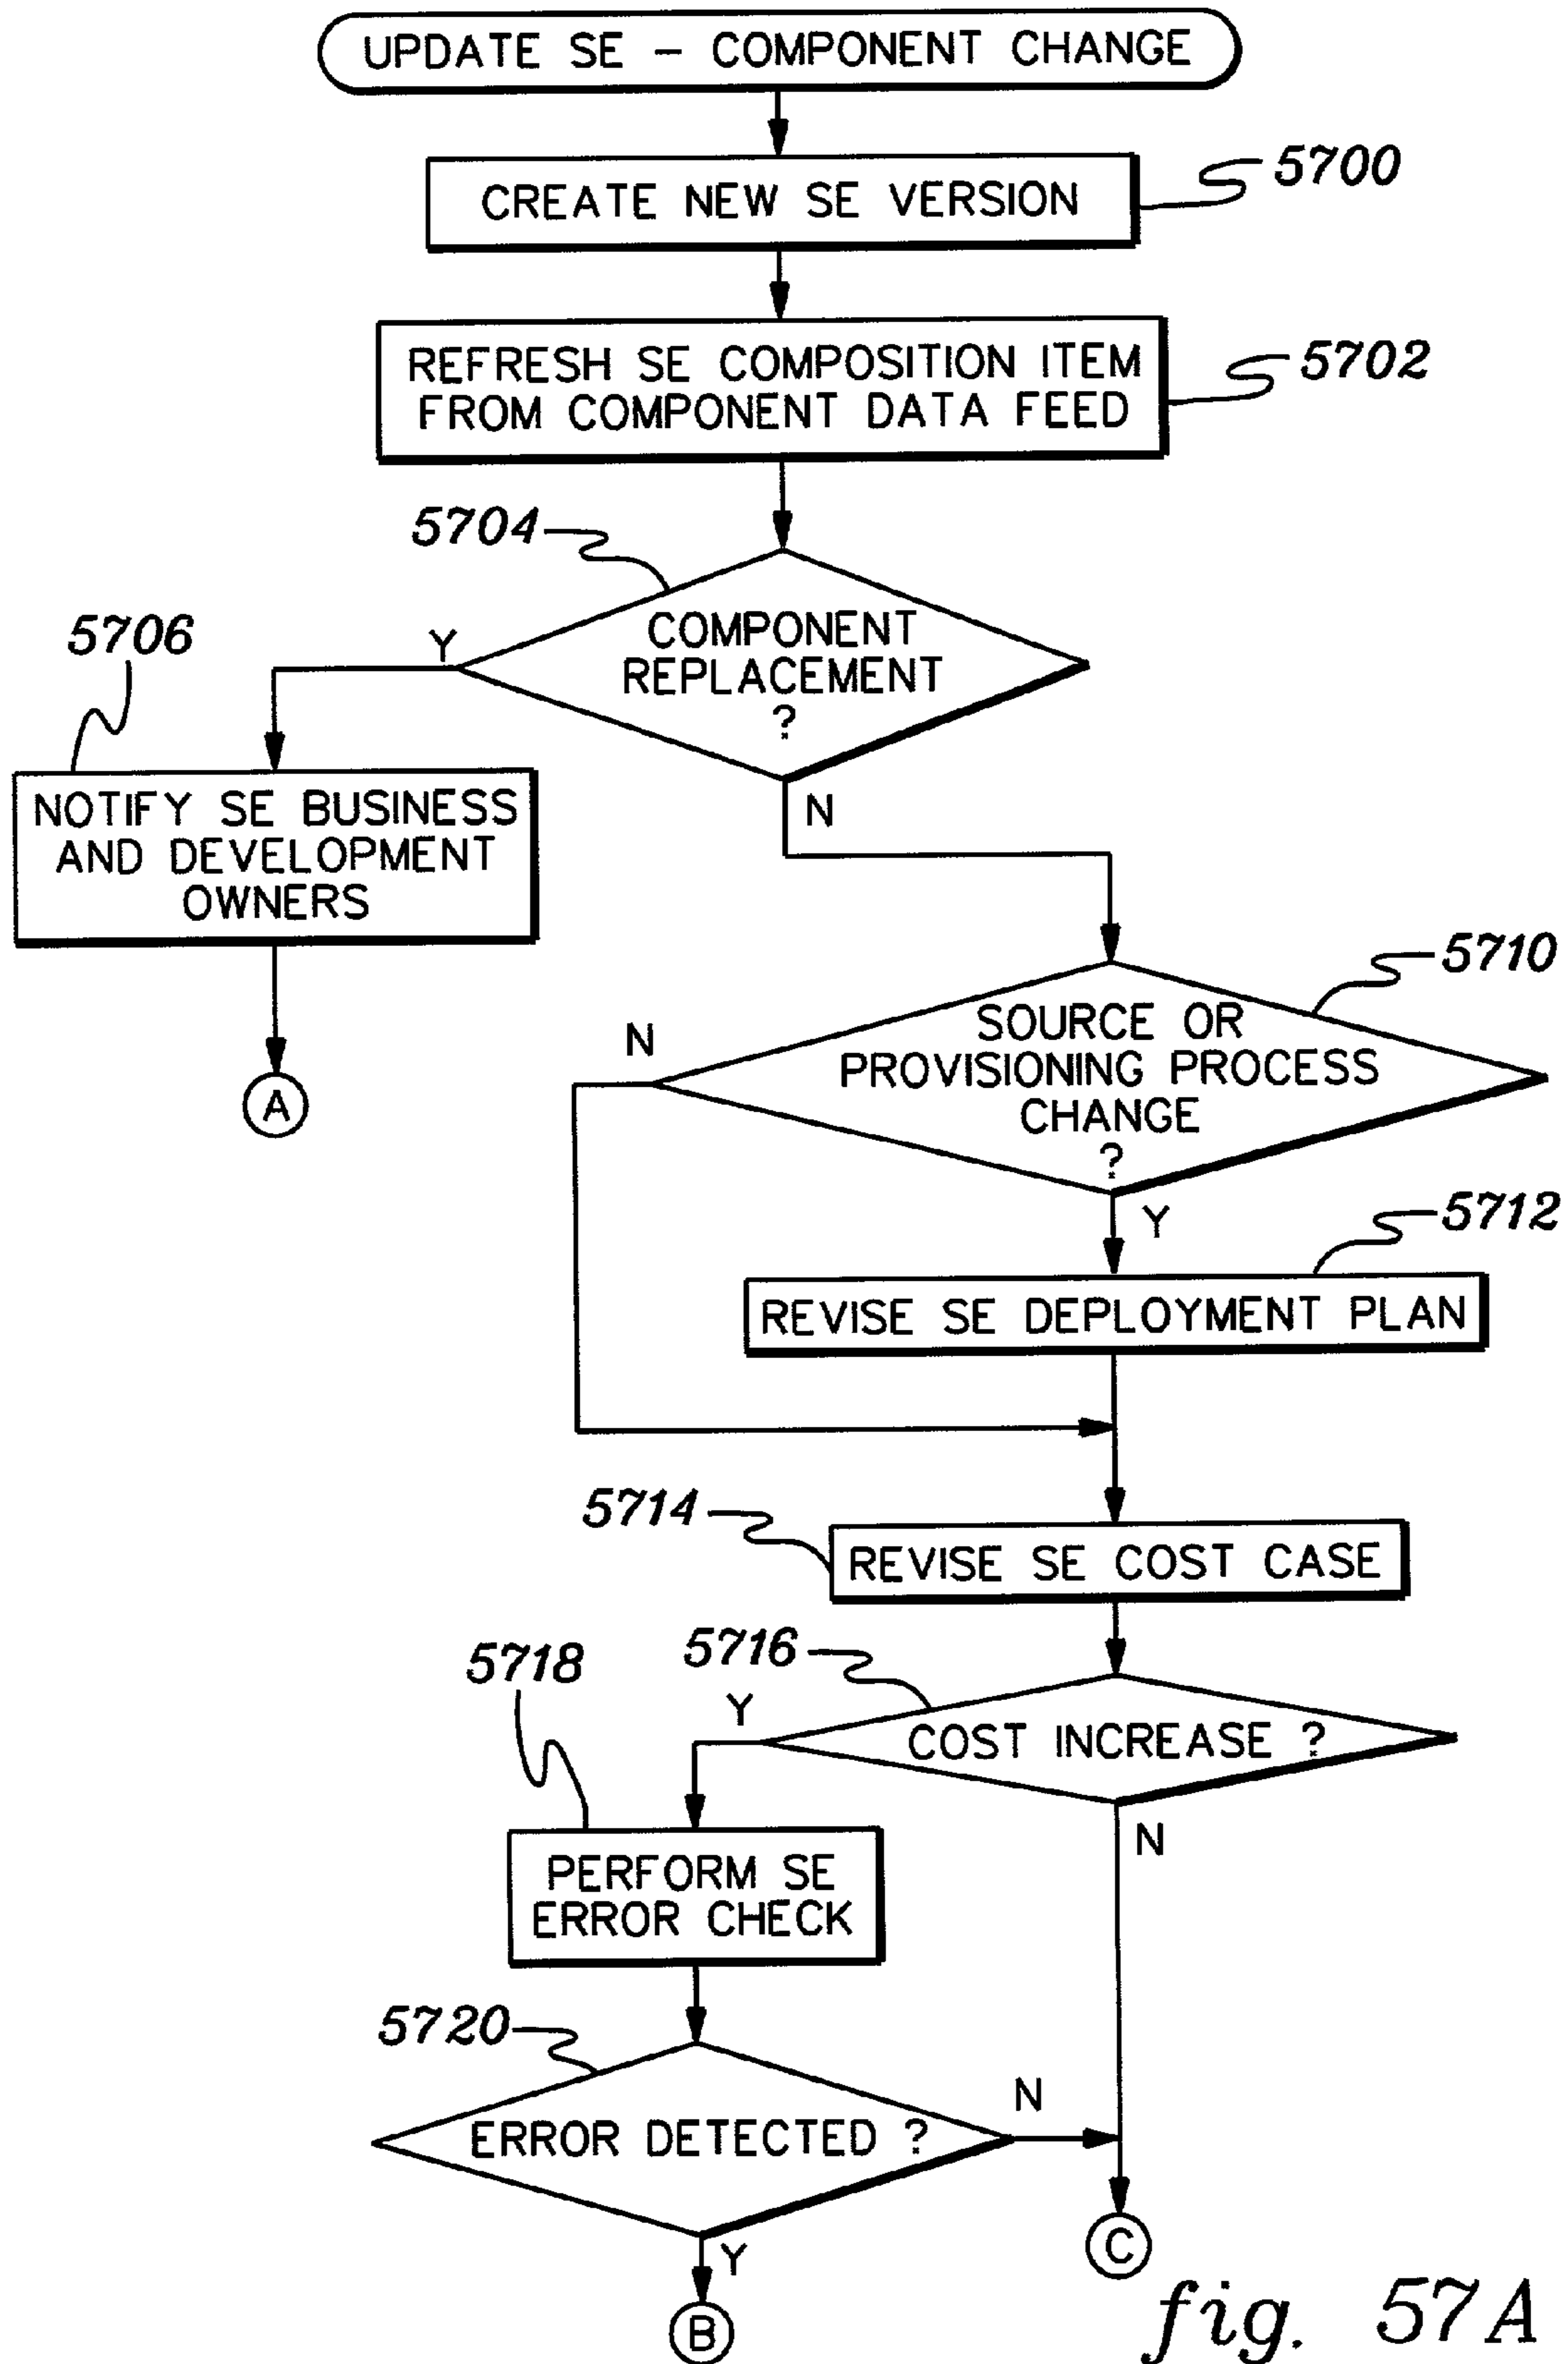 UPDATE SE - COMPONENT CHANGE
CREATE NEW SE VERSION
5700
REFRESH SE COMPOSITION ITEM
FROM COMPONENT DATA FEED
5702
5704
COMPONENT
REPLACEMENT
?
Y
N
5706
NOTIFY SE BUSINESS
AND DEVELOPMENT
OWNERS
A
5710
SOURCE OR
PROVISIONING PROCESS
CHANGE
?
N
Y
5712
REVISE SE DEPLOYMENT PLAN
5714
REVISE SE COST CASE
5716
COST INCREASE ?
Y
N
5718
PERFORM SE
ERROR CHECK
5720
ERROR DETECTED ?
N
Y
C
B
fig. 57A